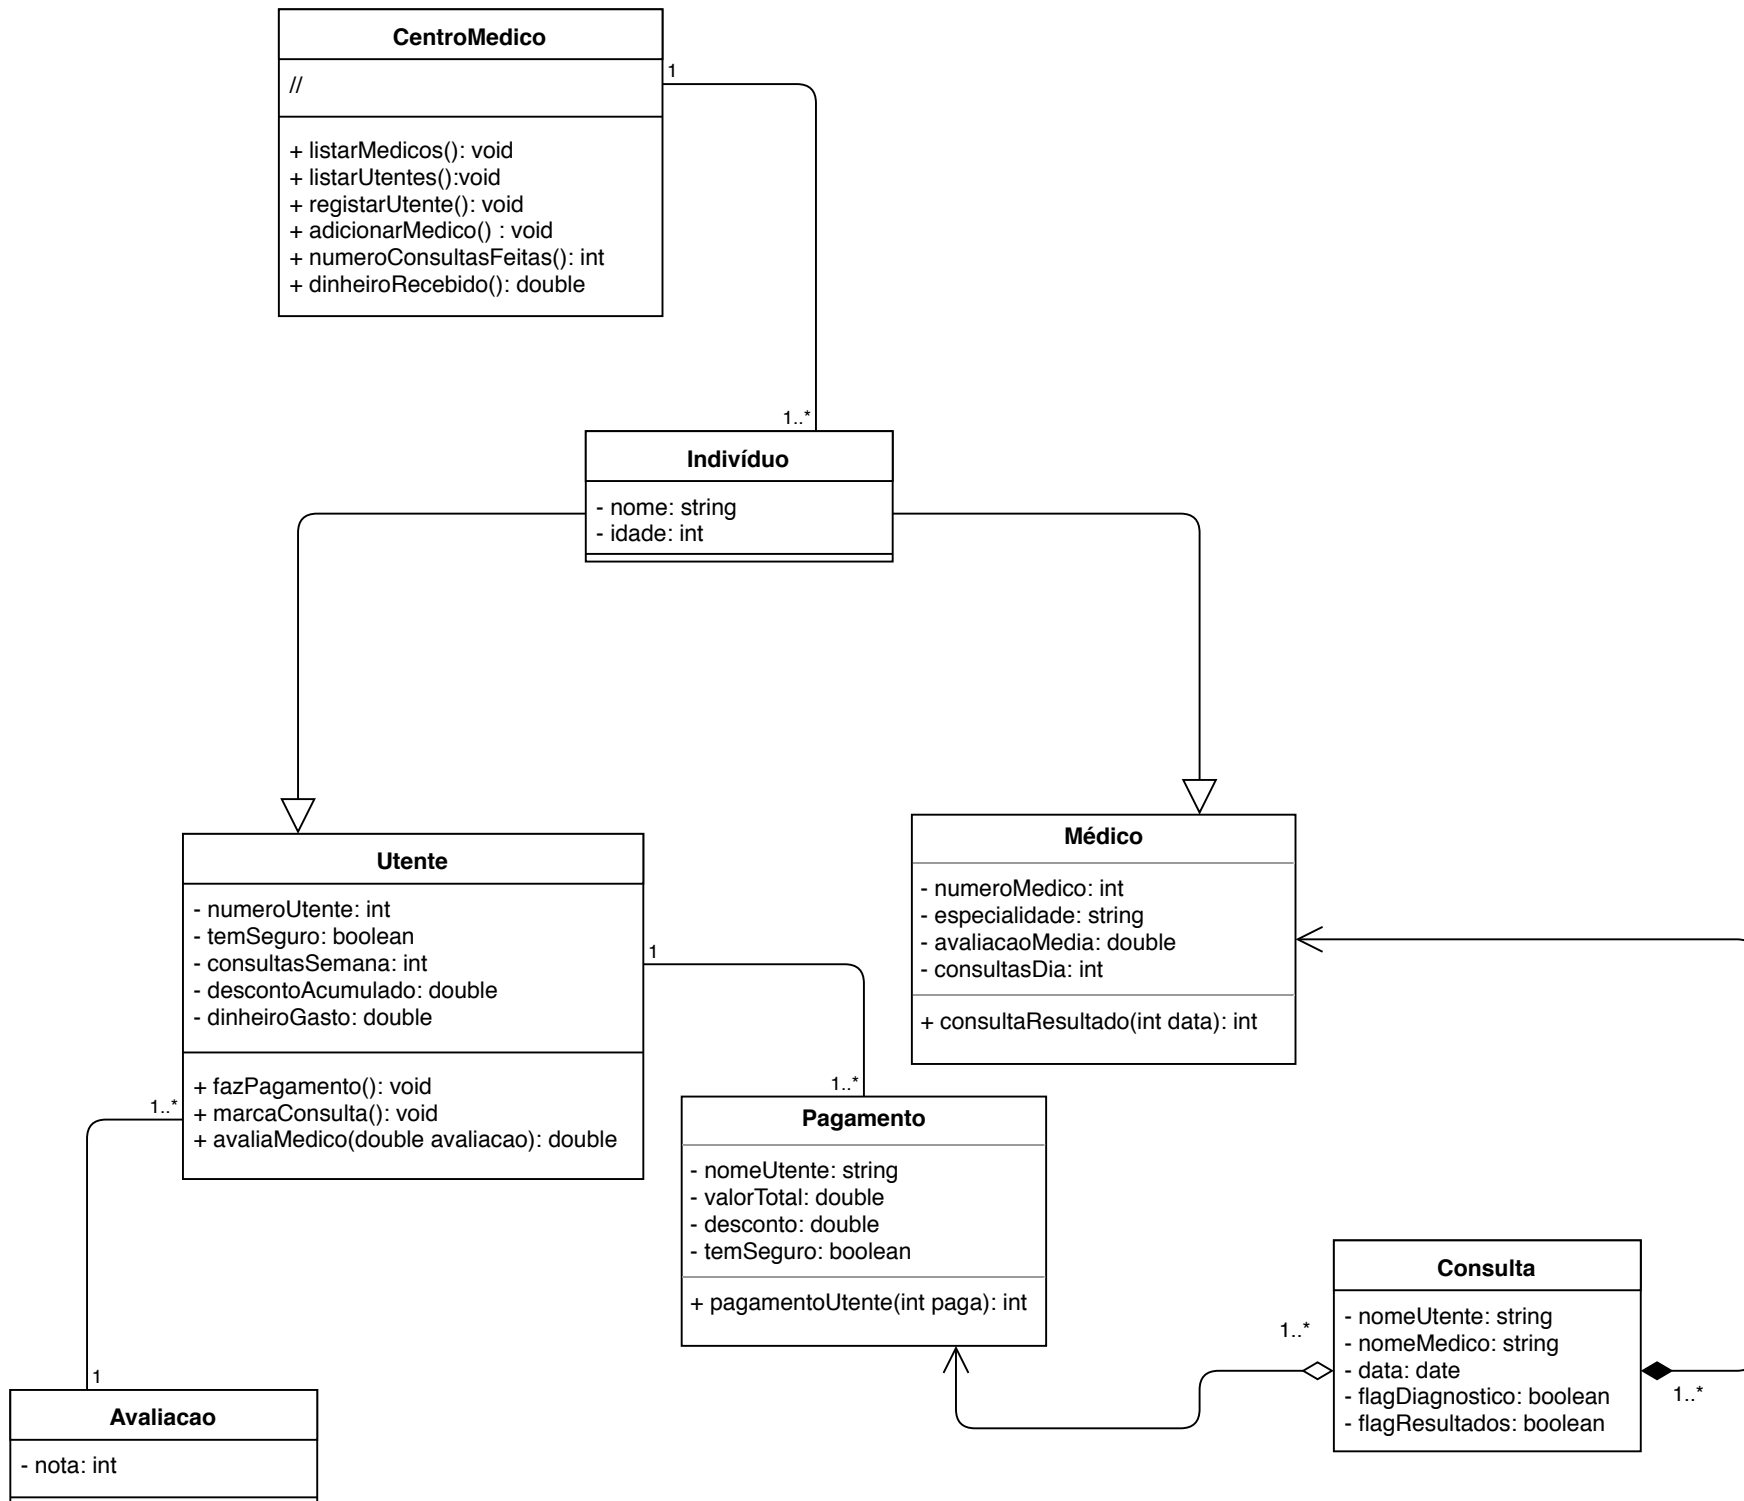 CentroMedico
//
+ listarMedicos(): void
+ listarUtentes():void
+ registarUtente(): void
+ adicionarMedico() : void
+ numeroConsultasFeitas(): int
+ dinheiroRecebido(): double
1
1..*
Indivíduo
- nome: string
- idade: int
Utente
- numeroUtente: int
- temSeguro: boolean
- consultasSemana: int
- descontoAcumulado: double
- dinheiroGasto: double
+ fazPagamento(): void
+ marcaConsulta(): void
+ avaliaMedico(double avaliacao): double
1
1..*
1..*
1
Médico
- numeroMedico: int
- especialidade: string
- avaliacaoMedia: double
- consultasDia: int
+ consultaResultado(int data): int
Pagamento
- nomeUtente: string
- valorTotal: double
- desconto: double
- temSeguro: boolean
+ pagamentoUtente(int paga): int
Consulta
- nomeUtente: string
- nomeMedico: string
- data: date
- flagDiagnostico: boolean
- flagResultados: boolean
1..*
1..*
Avaliacao
- nota: int